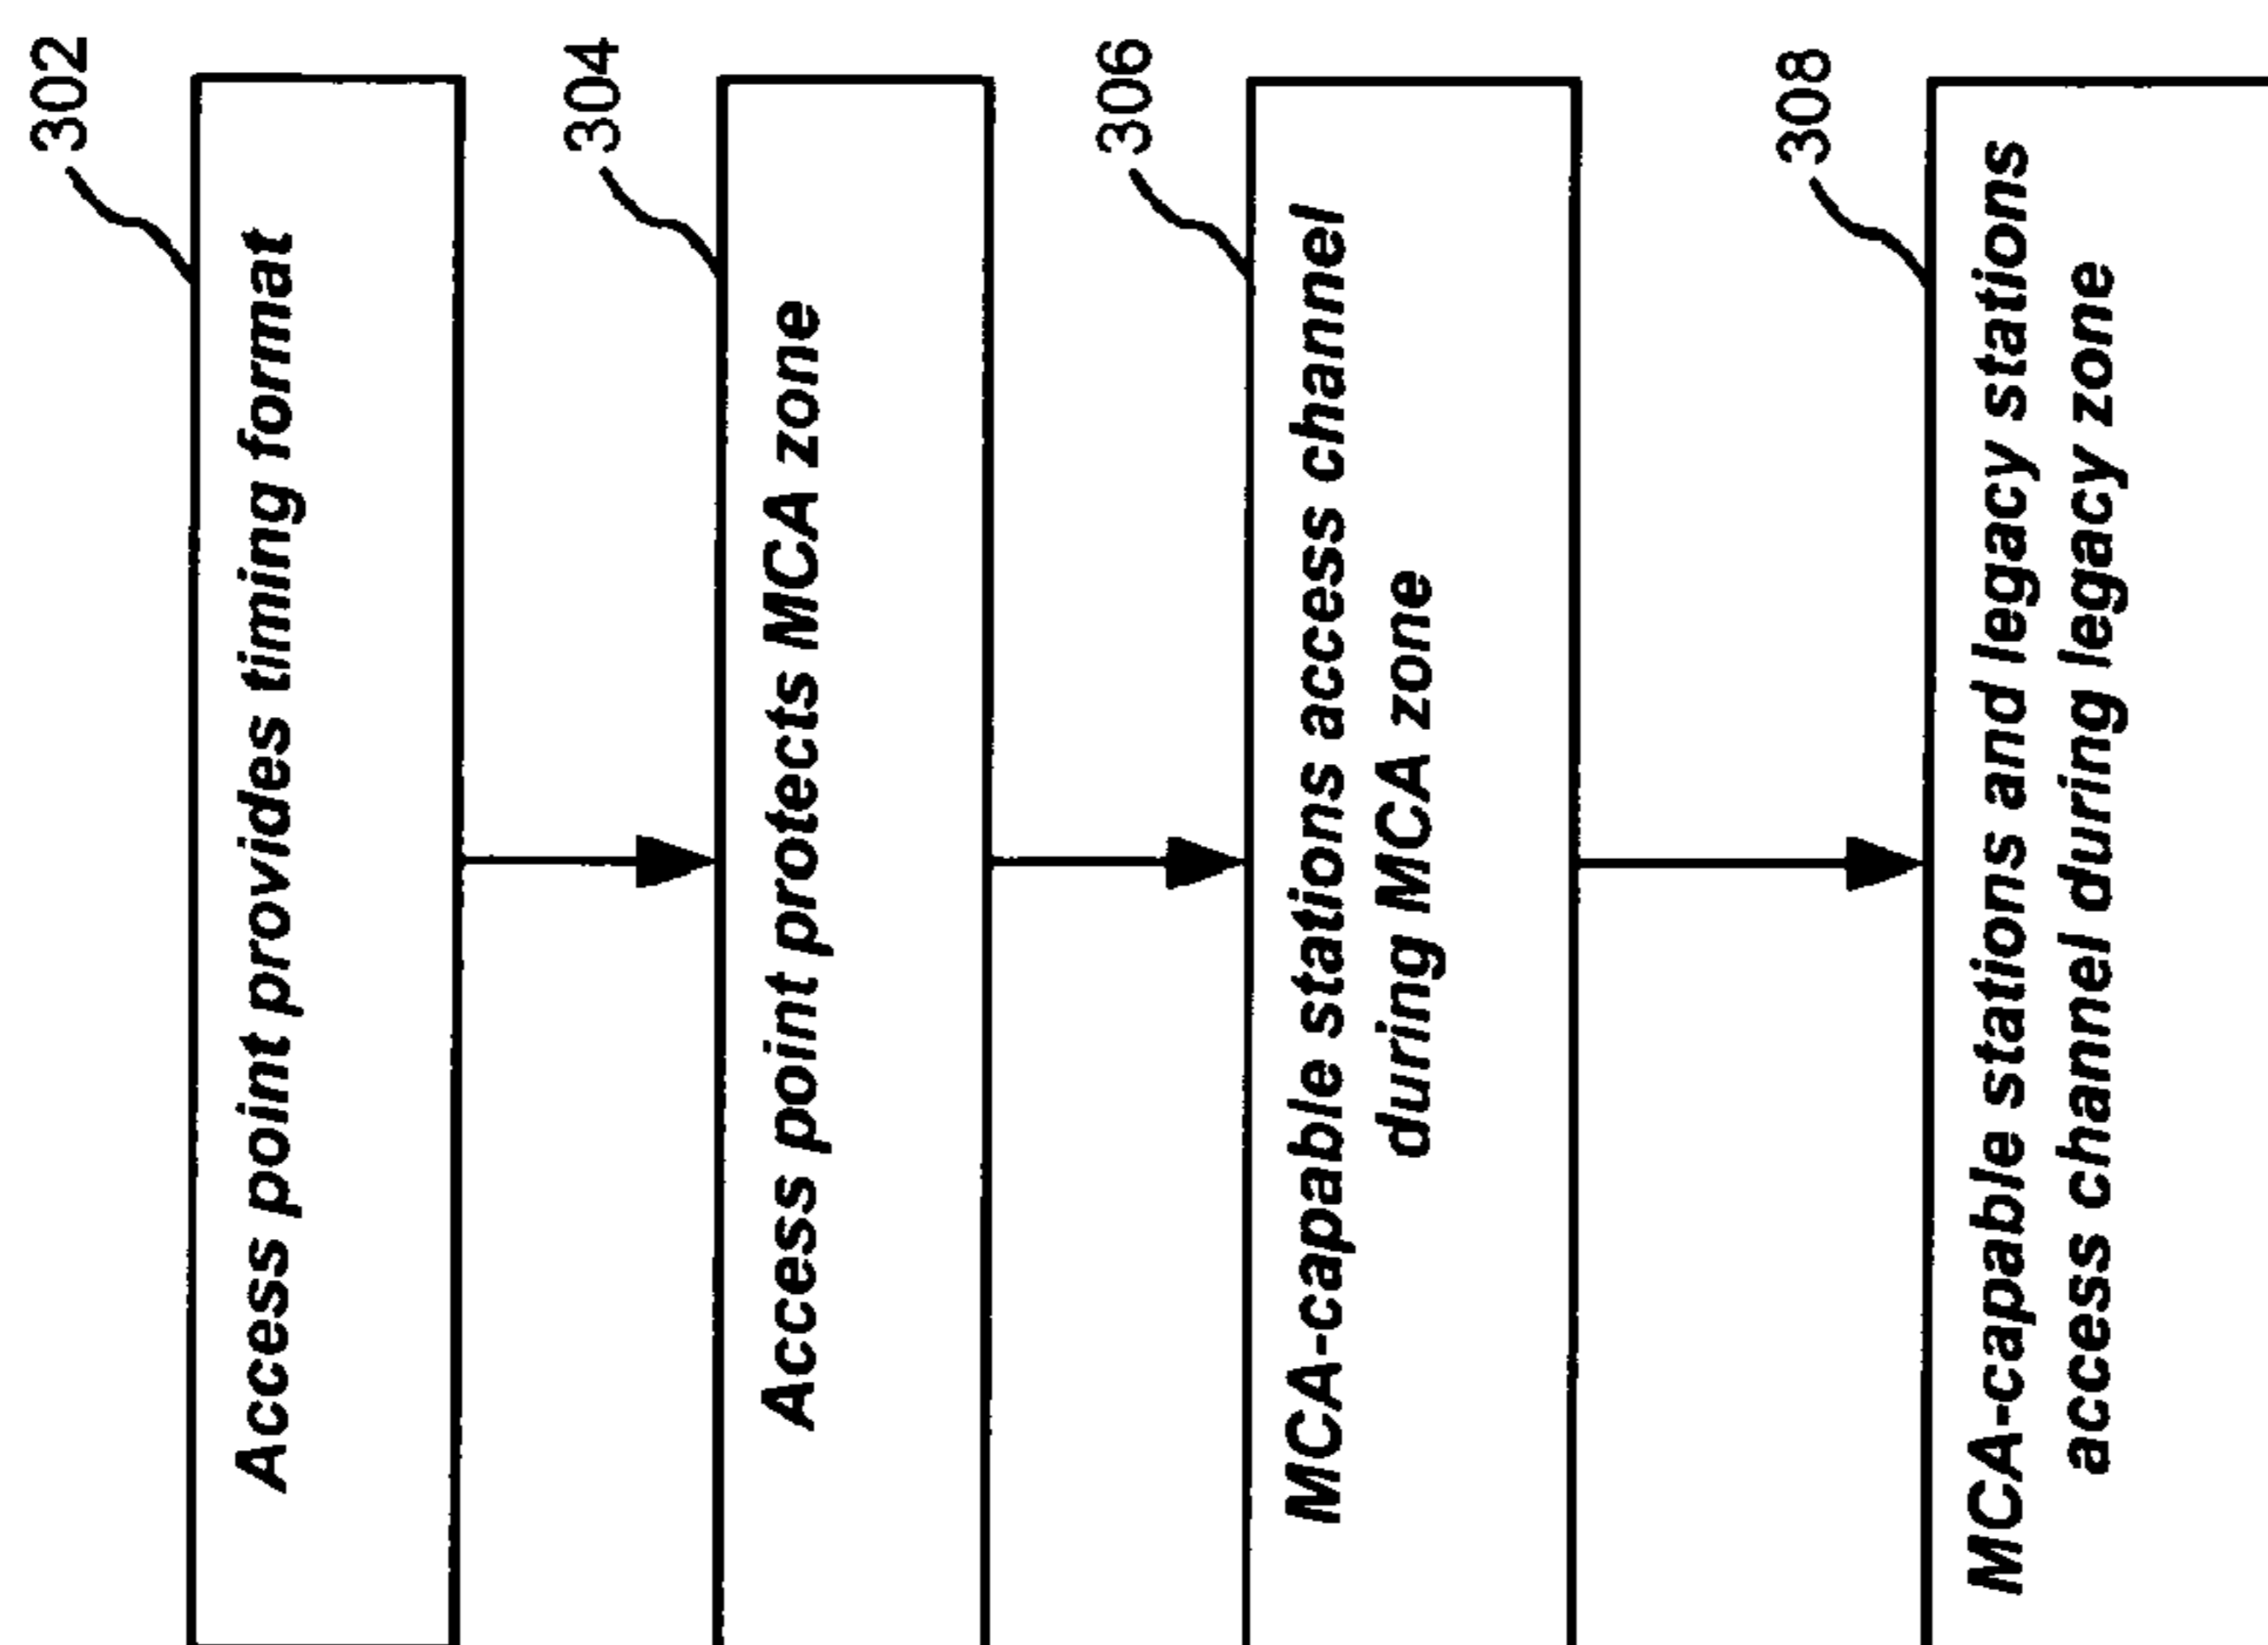 302
Access point provides timing format
304
Access point protects MCA zone
306
MCA-capable stations access channel
during MCA zone
308
MCA-capable stations and legacy stations
access channel during legacy zone